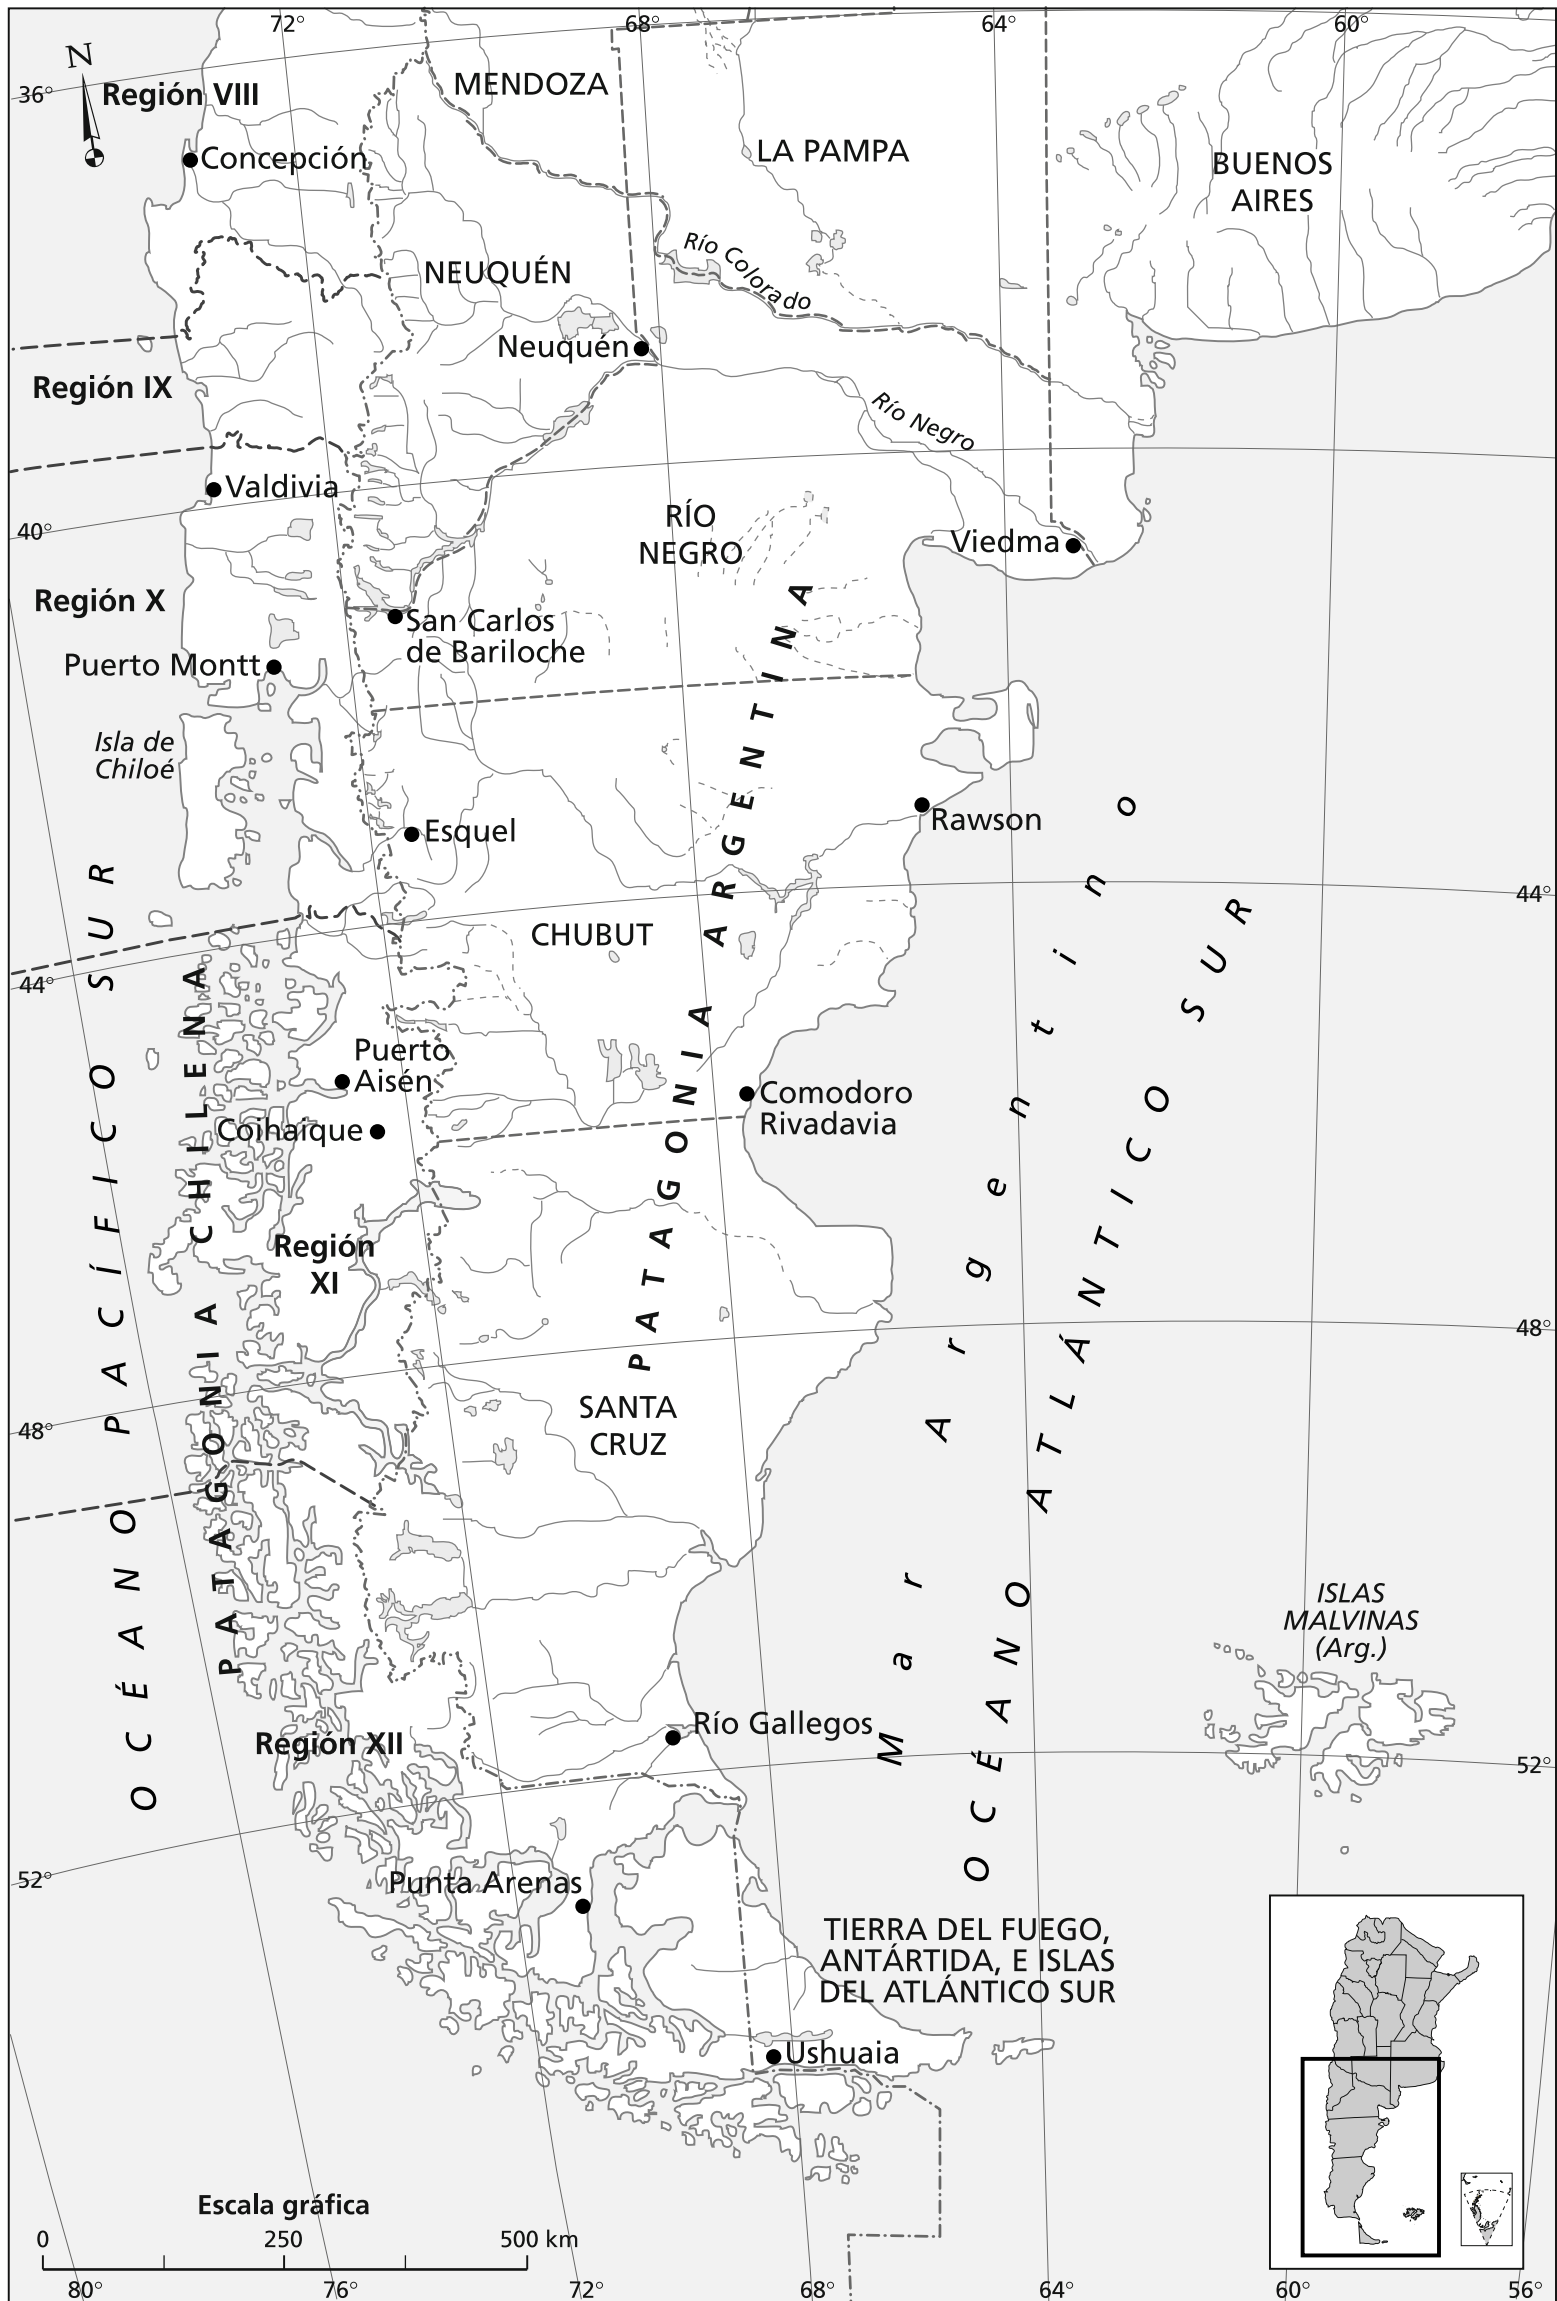 72°
68°
64°
60°
N
36°
Región VIII
MENDOZA
Concepción
LA PAMPA
BUENOS
AIRES
Río Colorado
NEUQUÉN
Neuquén
Región IX
Río Negro
Valdivia
40°
RÍO
NEGRO
Viedma
Región X
San Carlos
de Bariloche
Puerto Montt
Isla de
Chiloé
Esquel
Rawson
44°
CHUBUT
44°
Puerto
Aisén
Coihaique
Comodoro
Rivadavia
Región
XI
48°
SANTA
CRUZ
48°
OCÉANO PACÍFICO SUR
PATAGONIA CHILENA
PATAGONIA ARGENTINA
Mar Argentino
OCÉANO ATLÁNTICO SUR
ISLAS
MALVINAS
(Arg.)
Río Gallegos
Región XII
52°
52°
Punta Arenas
TIERRA DEL FUEGO,
ANTÁRTIDA, E ISLAS
DEL ATLÁNTICO SUR
Ushuaia
Escala gráfica
0 250 500 km
80°
76°
72°
68°
64°
60°
56°